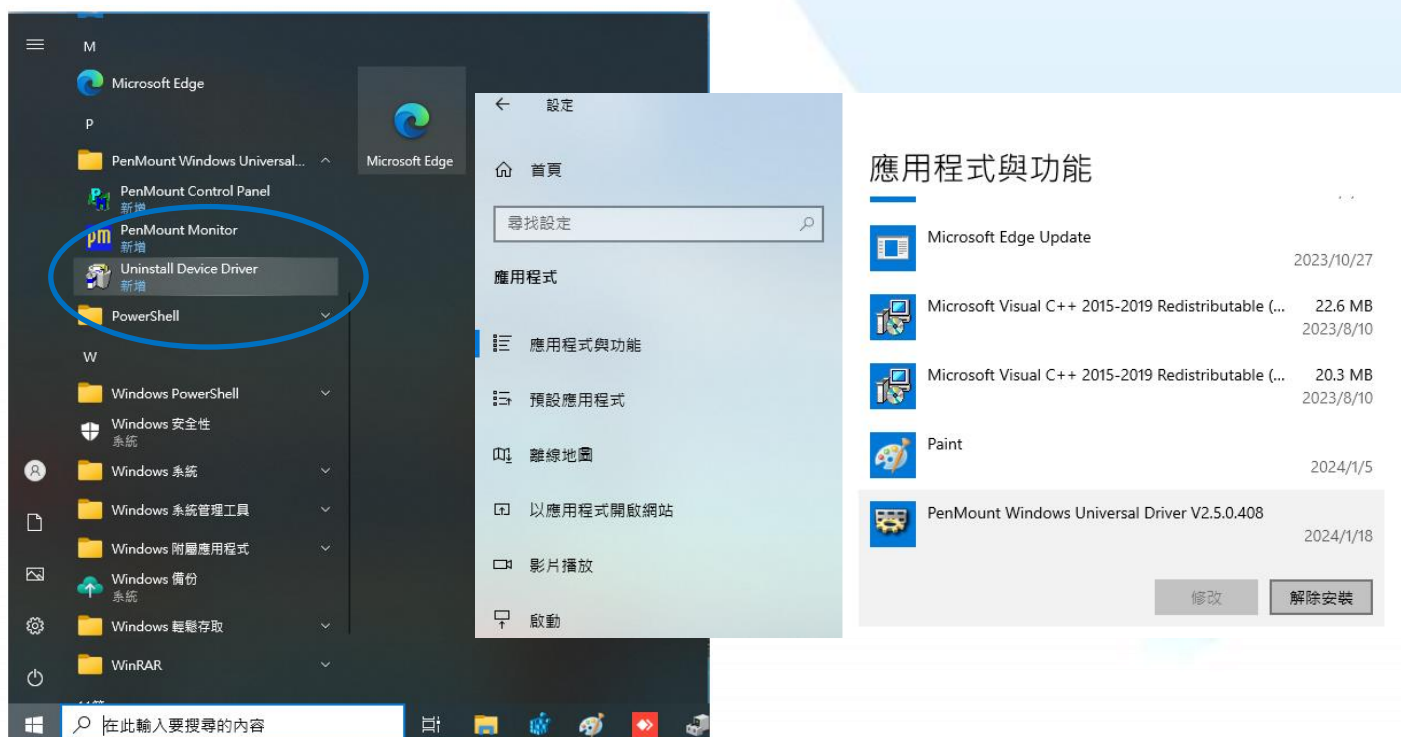 M
Microsoft Edge
P
PenMount Windows Universal...
PenMount Control Panel
新增
PenMount Monitor
新增
Uninstall Device Driver
新增
PowerShell
W
Windows PowerShell
Windows 安全性
系統
Windows 系統
Windows 系統管理工具
Windows 附屬應用程式
Windows 備份
系統
Windows 輕鬆存取
WinRAR
在此輸入要搜尋的內容
Microsoft Edge
設定
首頁
尋找設定
應用程式
應用程式與功能
預設應用程式
離線地圖
以應用程式開啟網站
影片播放
啟動
應用程式與功能
Microsoft Edge Update
2023/10/27
Microsoft Visual C++ 2015-2019 Redistributable (... 22.6 MB
2023/8/10
Microsoft Visual C++ 2015-2019 Redistributable (... 20.3 MB
2023/8/10
Paint
2024/1/5
PenMount Windows Universal Driver V2.5.0.408
2024/1/18
修改 解除安裝